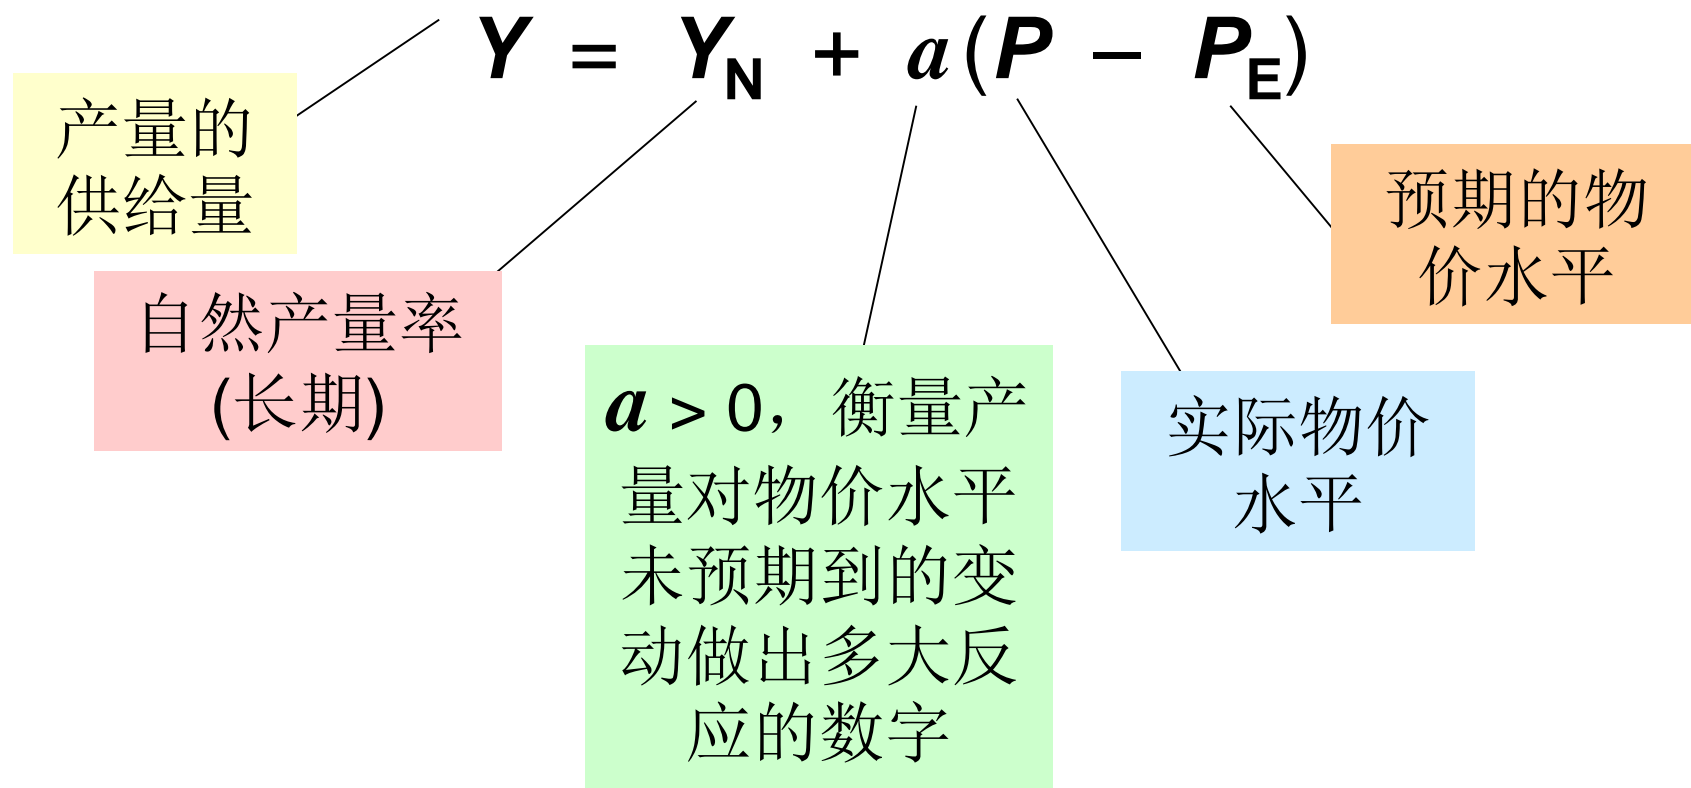 Y = YN + a(P – PE)
产量的
供给量
自然产量率
(长期)
a > 0，衡量产
量对物价水平
未预期到的变
动做出多大反
应的数字
实际物价
水平
预期的物
价水平